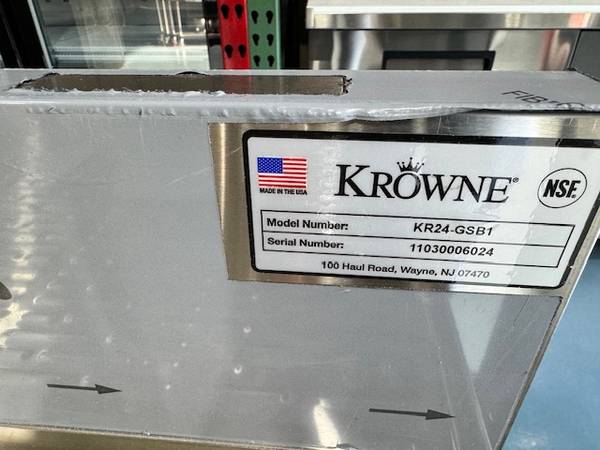 MADE IN THE USA
KROWNE®
NSF.
Model Number: KR24-GSB1
Serial Number: 11030006024
100 Haul Road, Wayne, NJ 07470